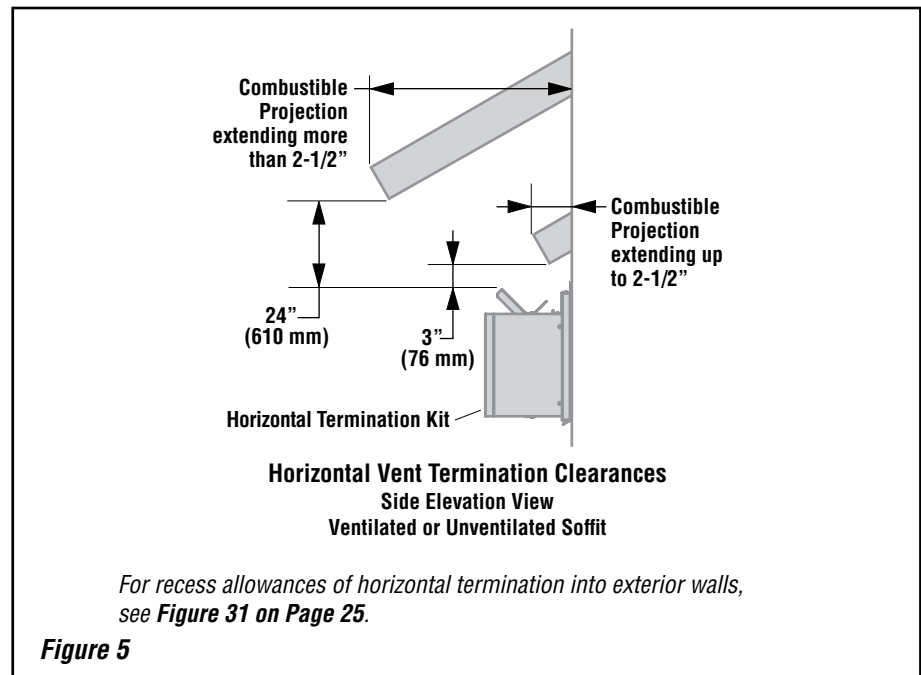 Combustible
Projection
extending more
than 2-1/2”
Combustible
Projection
extending up
to 2-1/2”
24”
(610 mm)
3”
(76 mm)
Horizontal Termination Kit
Horizontal Vent Termination Clearances
Side Elevation View
Ventilated or Unventilated Soffit
For recess allowances of horizontal termination into exterior walls,
see Figure 31 on Page 25.
Figure 5